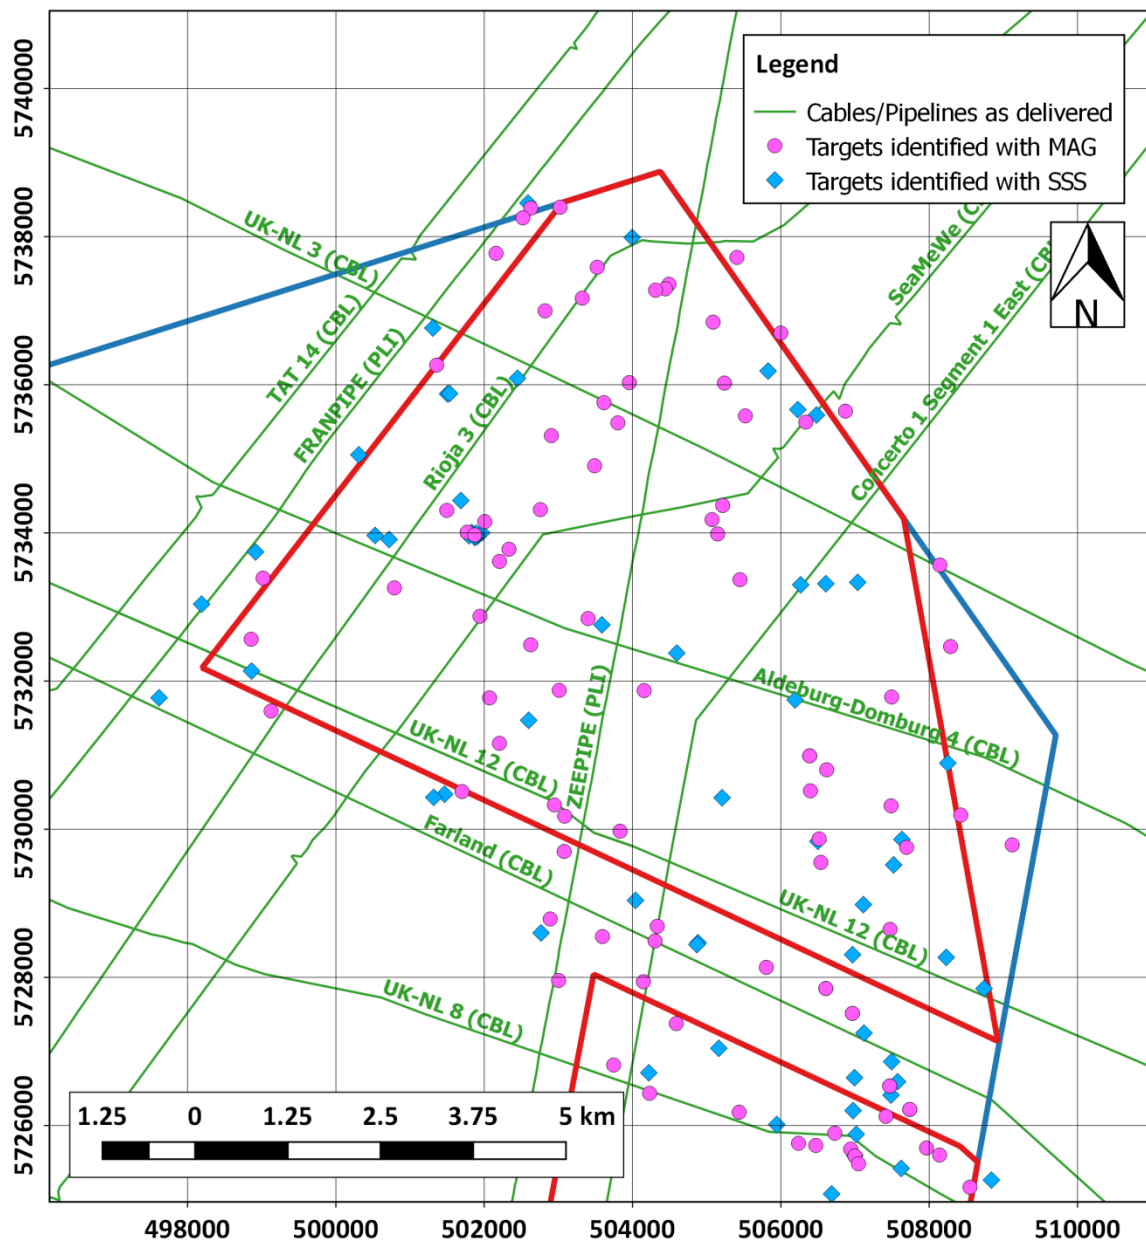 Legend
Cables/Pipelines as delivered
Targets identified with MAG
Targets identified with SSS
N
5740000
5738000
5736000
5734000
5732000
5730000
5728000
5726000
UK-NL 3 (CBL)
TAT 14 (CBL)
FRANPIPE (PLI)
Rioja 3 (CBL)
SeaMeWe (C
Concerto 1 Segment 1 East (CBL
Aldeburg-Domburg 4 (CBL)
ZEEPIPE (PLI)
UK-NL 12 (CBL)
Farland (CBL)
UK-NL 12 (CBL)
UK-NL 8 (CBL)
1.25 0 1.25 2.5 3.75 5 km
498000 500000 502000 504000 506000 508000 510000